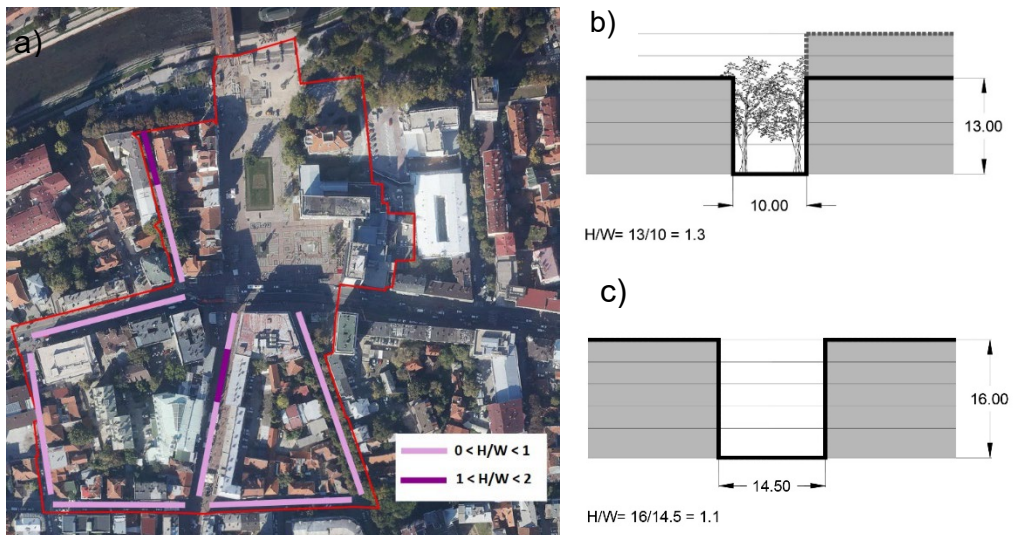 a)
0 < H/W < 1
1 < H/W < 2
b)
13.00
10.00
H/W= 13/10 = 1.3
c)
16.00
14.50
H/W= 16/14.5 = 1.1